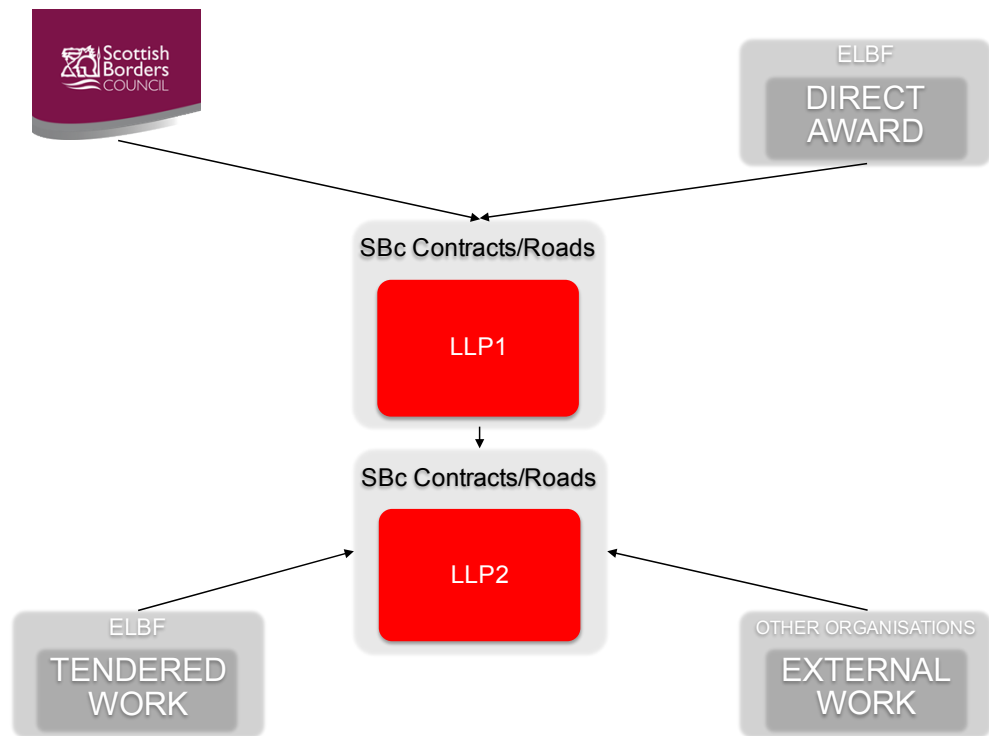 Scottish
Borders
COUNCIL
ELBF
DIRECT
AWARD
SBc Contracts/Roads
LLP1
SBc Contracts/Roads
LLP2
ELBF
TENDERED
WORK
OTHER ORGANISATIONS
EXTERNAL
WORK